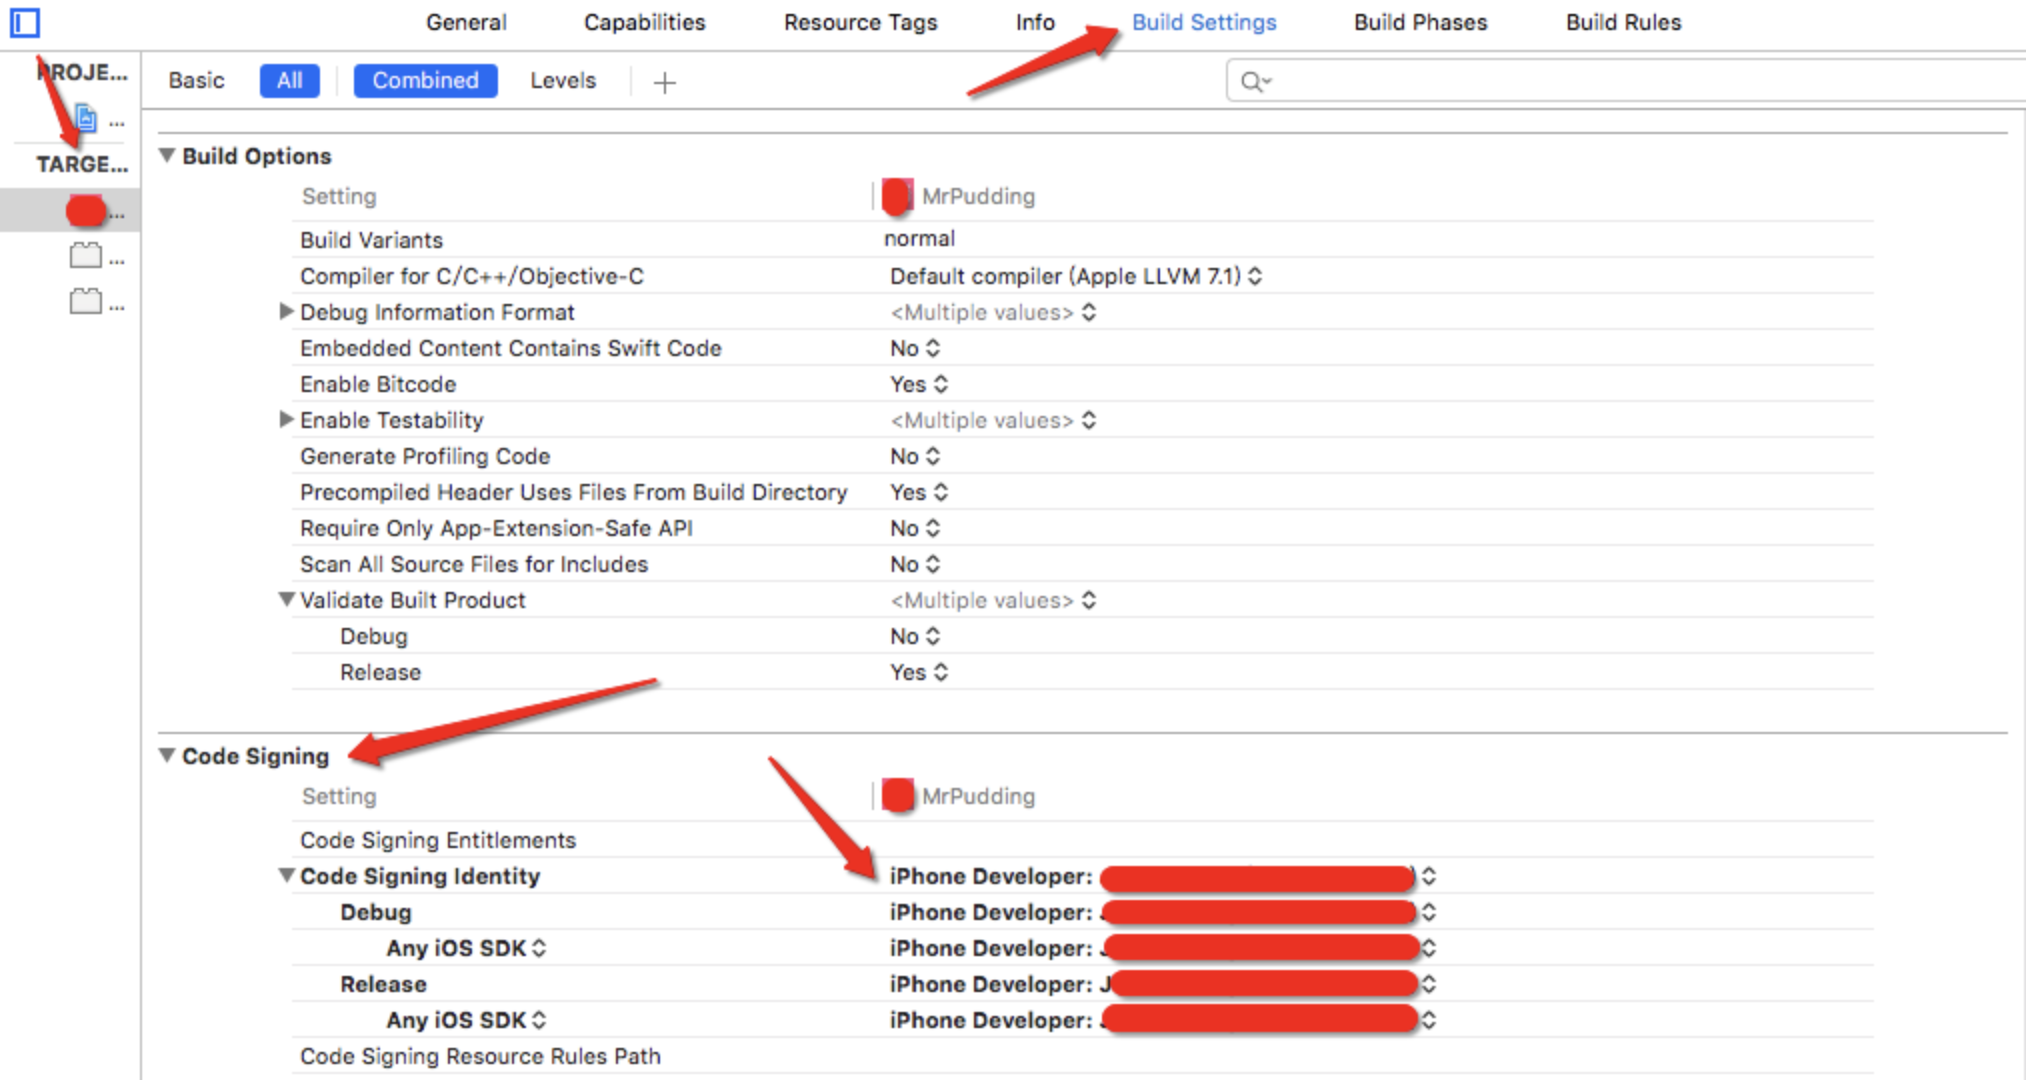 General Capabilities Resource Tags Info Build Settings Build Phases Build Rules
PROJE...
Basic All Combined Levels
...
TARGE...
...
...
...
Build Options
Setting MrPudding
Build Variants normal
Compiler for C/C++/Objective-C Default compiler (Apple LLVM 7.1)
Debug Information Format <Multiple values>
Embedded Content Contains Swift Code No
Enable Bitcode Yes
Enable Testability <Multiple values>
Generate Profiling Code No
Precompiled Header Uses Files From Build Directory Yes
Require Only App-Extension-Safe API No
Scan All Source Files for Includes No
Validate Built Product <Multiple values>
Debug No
Release Yes
Code Signing
Setting MrPudding
Code Signing Entitlements
Code Signing Identity iPhone Developer:
Debug iPhone Developer:
Any iOS SDK iPhone Developer:
Release iPhone Developer: J
Any iOS SDK iPhone Developer:
Code Signing Resource Rules Path